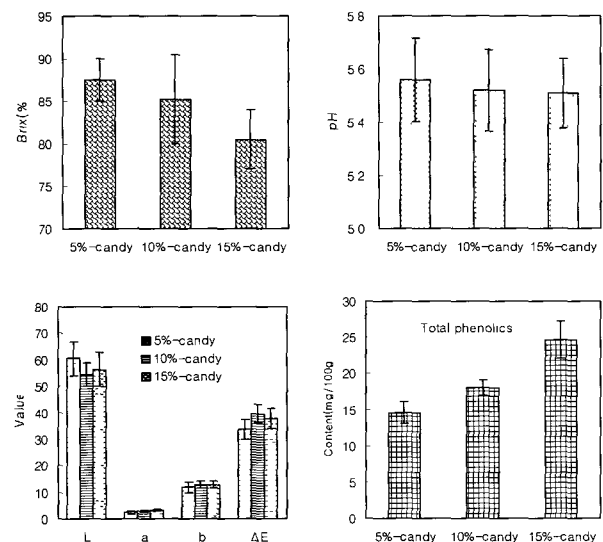 95
90
85
80
75
70
Brix(%
5%-candy 10%-candy 15%-candy
5.8
5.6
5.4
5.2
5.0
pH
5%-candy 10%-candy 15%-candy
80
70
60
50
40
30
20
10
0
Value
5%-candy
10%-candy
15%-candy
L a b ΔE
30
25
20
15
10
5
0
Content(mg/100g
Total phenolics
5%-candy 10%-candy 15%-candy